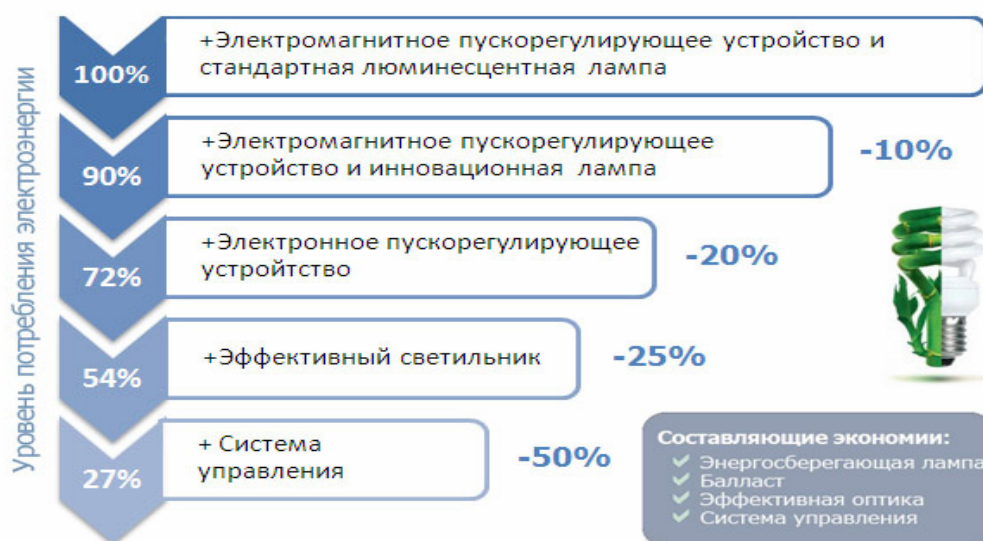 Уровень потребления электроэнергии
100%
+Электромагнитное пускорегулирующее устройство и
стандартная люминесцентная лампа
90%
+Электромагнитное пускорегулирующее
устройство и инновационная лампа
-10%
72%
+Электронное пускорегулирующее
устройтство
-20%
54%
+Эффективный светильник
-25%
27%
+ Система
управления
-50%
Составляющие экономии:
Энергосберегающая лампа
Балласт
Эффективная оптика
Система управления